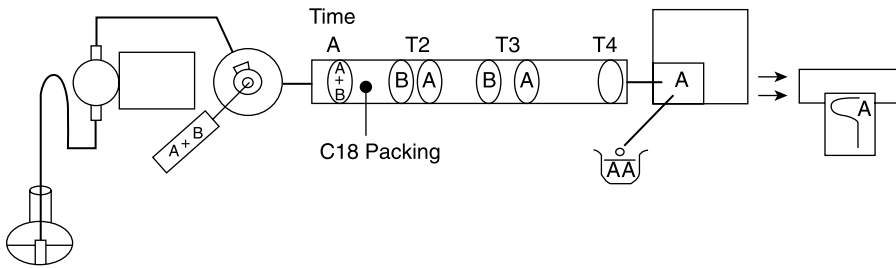 Time
A T2 T3 T4
A + B
B A B A
A
A + B
C18 Packing
AA
A